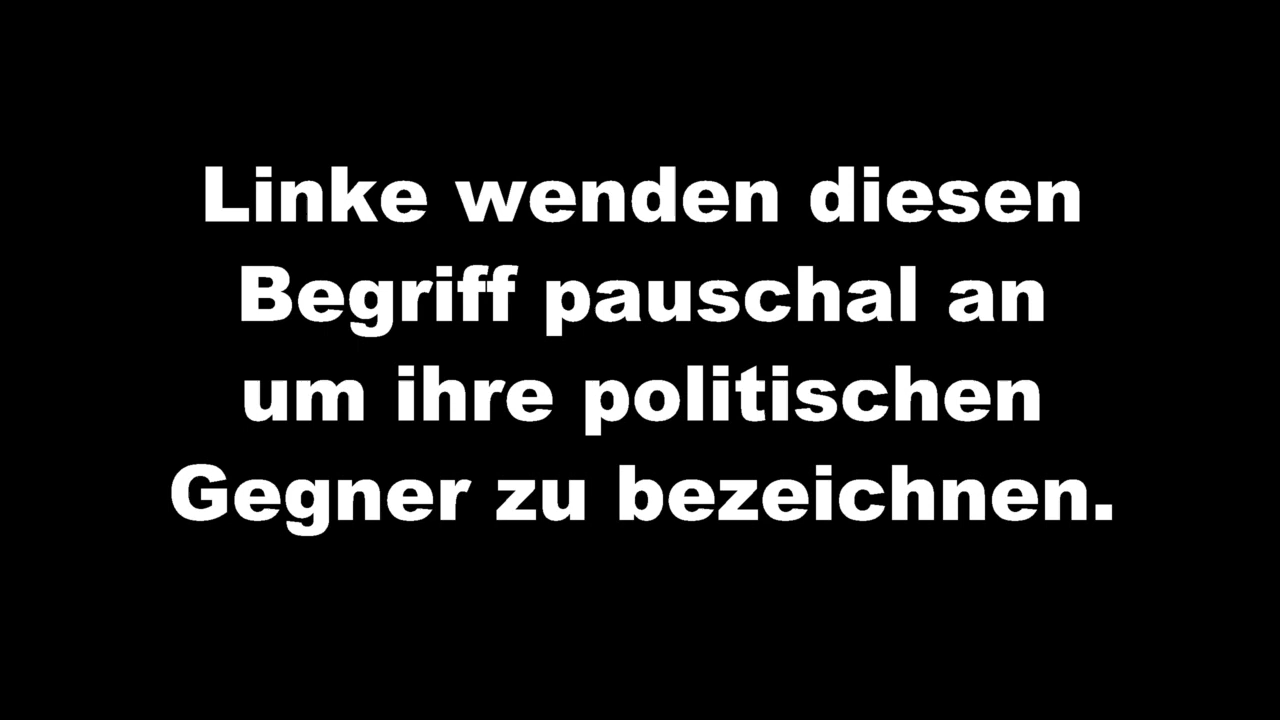 Linke wenden diesen
Begriff pauschal an
um ihre politischen
Gegner zu bezeichnen.